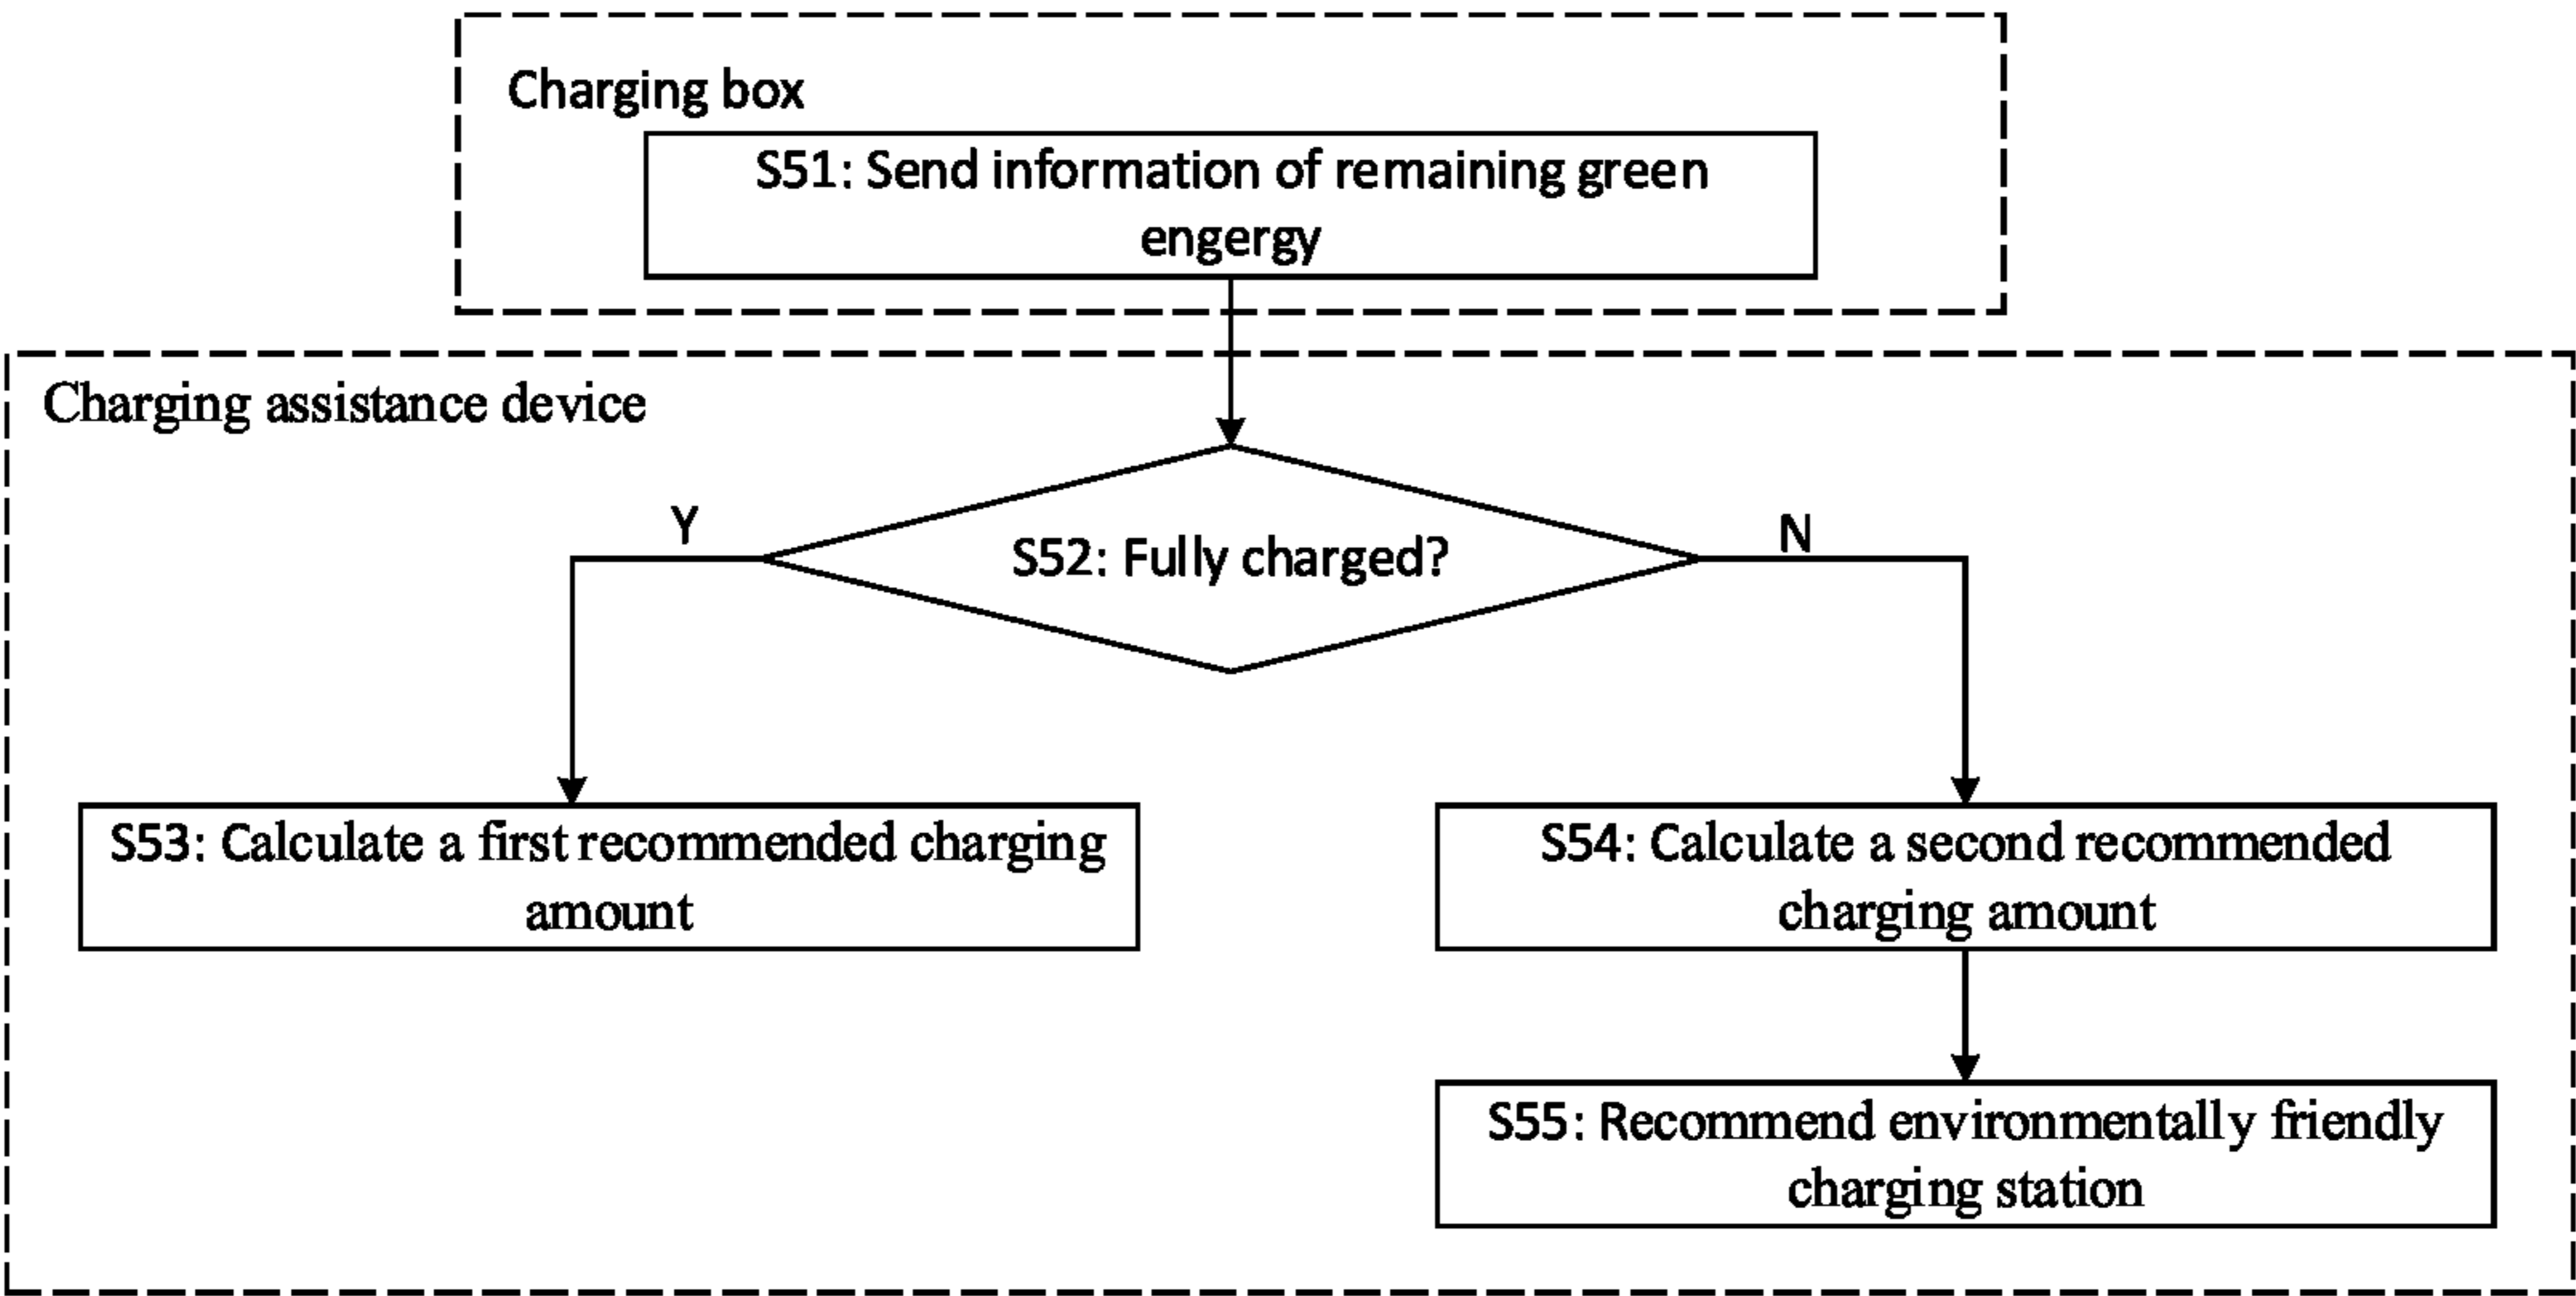 Charging box
S51: Send information of remaining green
engergy
Charging assistance device
Y
N
S52: Fully charged?
S53: Calculate a first recommended charging
amount
S54: Calculate a second recommended
charging amount
S55: Recommend environmentally friendly
charging station